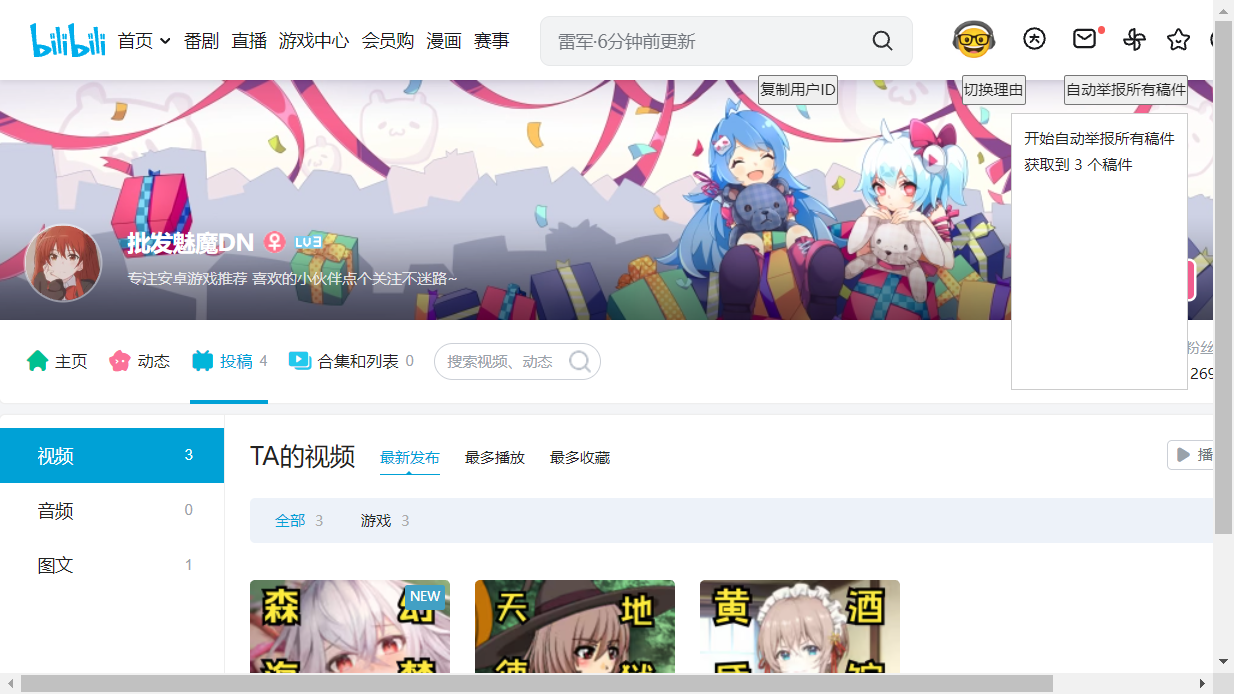 bilibili 首页 番剧 直播 游戏中心 会员购 漫画 赛事 雷军·6分钟前更新
复制用户ID 切换理由 自动举报所有稿件
开始自动举报所有稿件
获取到 3 个稿件
批发魅魔DN LV3
专注安卓游戏推荐 喜欢的小伙伴点个关注不迷路~
主页 动态 投稿 4 合集和列表 0 搜索视频、动态
粉丝
269
视频 3
音频 0
图文 1
TA的视频 最新发布 最多播放 最多收藏 播
全部 3 游戏 3
NEW
森 幻
天 地
黄 酒